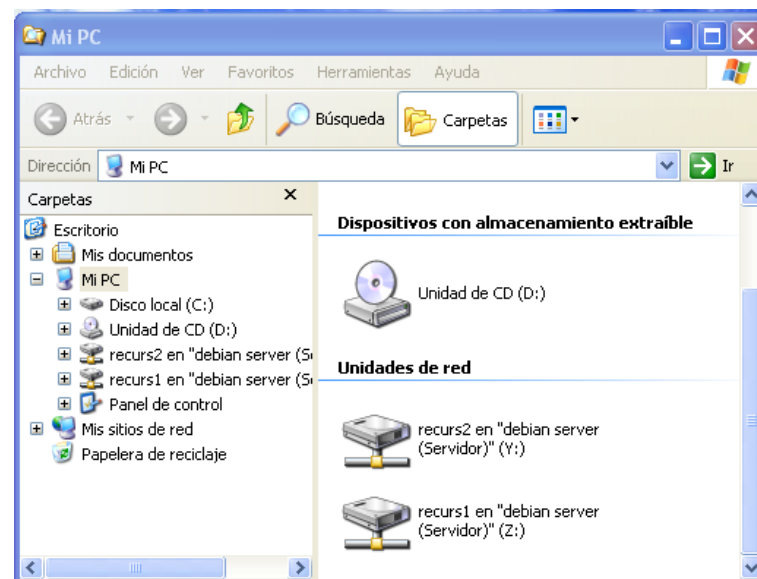 Mi PC
Archivo Edición Ver Favoritos Herramientas Ayuda
Atrás Búsqueda Carpetas
Dirección Mi PC Ir
Carpetas X
Escritorio
Mis documentos
Mi PC
Disco local (C:)
Unidad de CD (D:)
recurs2 en "debian server (S
recurs1 en "debian server (S
Panel de control
Mis sitios de red
Papelera de reciclaje
Dispositivos con almacenamiento extraíble
Unidad de CD (D:)
Unidades de red
recurs2 en "debian server
(Servidor)" (Y:)
recurs1 en "debian server
(Servidor)" (Z:)